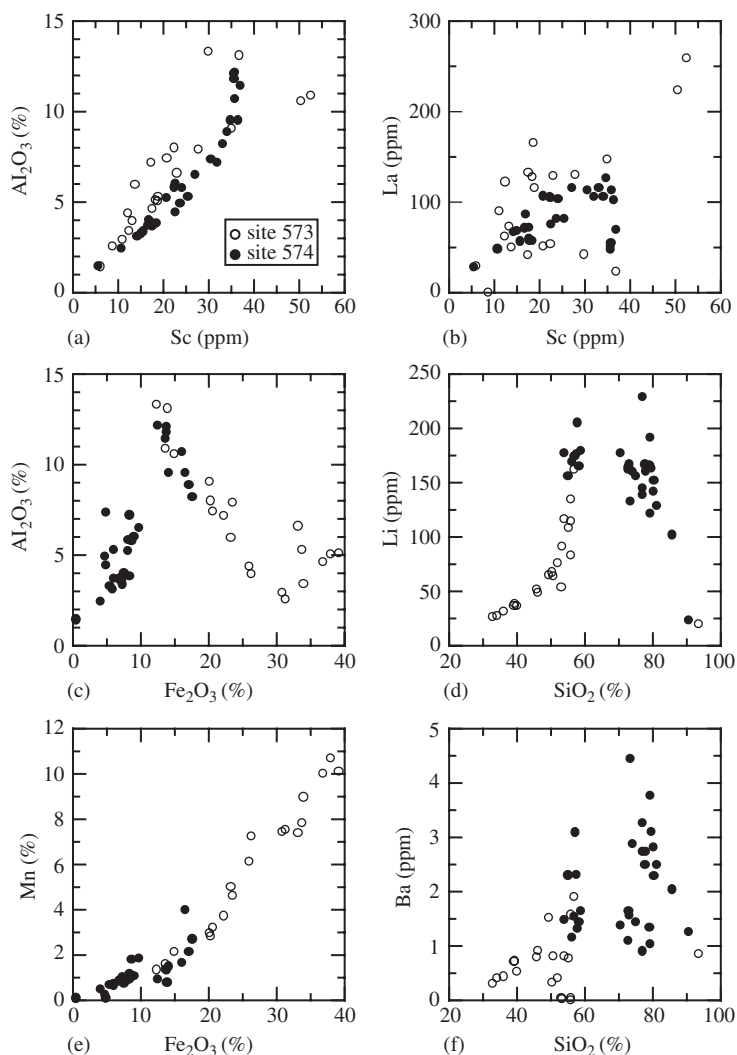 15
10
5
0
Al₂O₃ (%)
0 10 20 30 40 50 60
(a) Sc (ppm)
site 573
site 574
300
200
100
0
La (ppm)
0 10 20 30 40 50 60
(b) Sc (ppm)
15
10
5
0
Al₂O₃ (%)
0 10 20 30 40
(c) Fe₂O₃ (%)
250
200
150
100
50
0
Li (ppm)
20 40 60 80 100
(d) SiO₂ (%)
12
10
8
6
4
2
0
Mn (%)
0 10 20 30 40
(e) Fe₂O₃ (%)
5
4
3
2
1
0
Ba (ppm)
20 40 60 80 100
(f) SiO₂ (%)